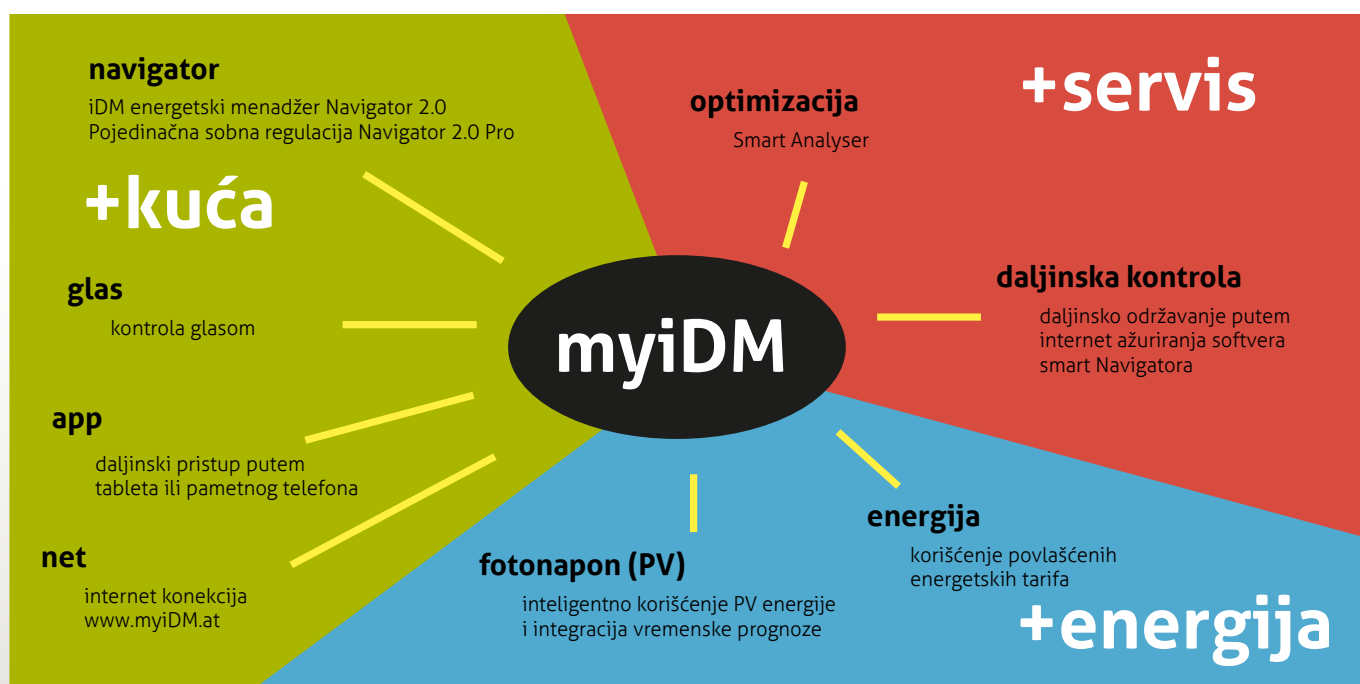 navigator
iDM energetski menadžer Navigator 2.0
Pojedinačna sobna regulacija Navigator 2.0 Pro
+kuća
glas
kontrola glasom
app
daljinski pristup putem
tableta ili pametnog telefona
net
internet konekcija
www.myiDM.at
myiDM
optimizacija
Smart Analyser
+servis
daljinska kontrola
daljinsko održavanje putem
internet ažuriranja softvera
smart Navigatora
fotonapon (PV)
inteligentno korišćenje PV energije
i integracija vremenske prognoze
energija
korišćenje povlašćenih
energetskih tarifa
+energija